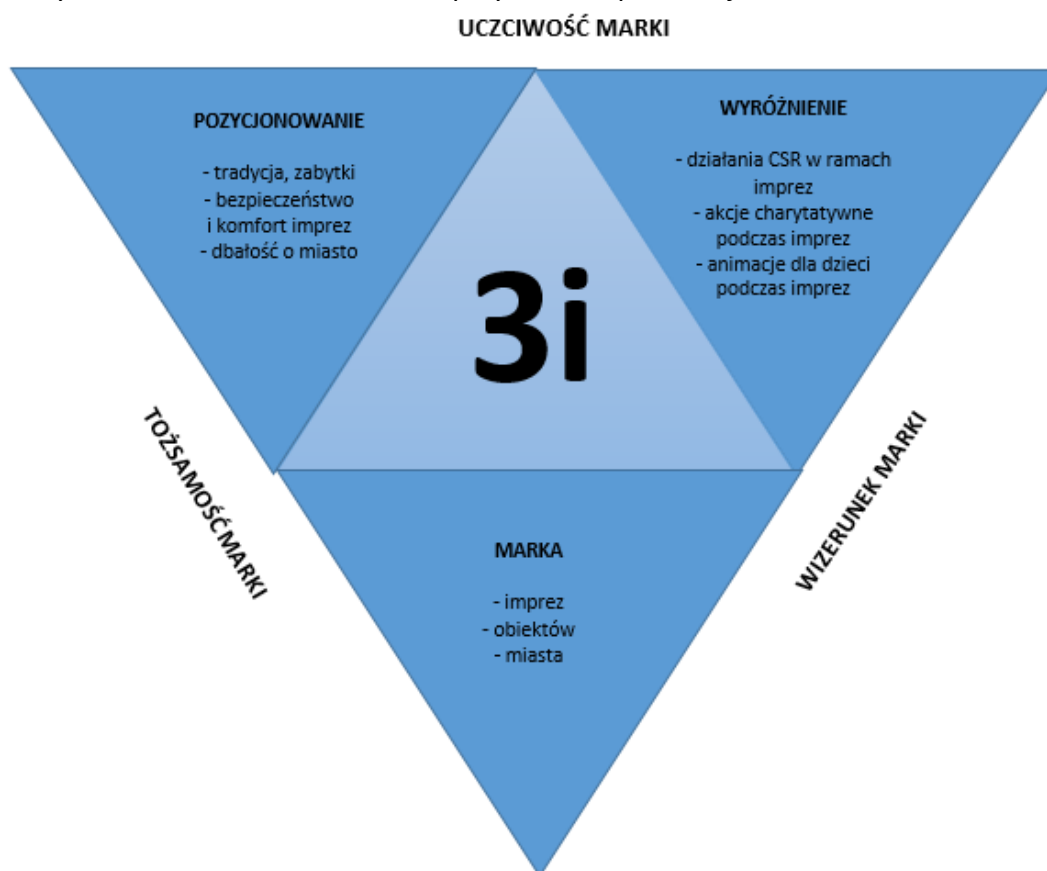 UCZCIWOŚĆ MARKI
POZYCJONOWANIE
- tradycja, zabytki
- bezpieczeństwo
i komfort imprez
- dbałość o miasto
WYRÓŻNIENIE
- działania CSR w ramach
imprez
- akcje charytatywne
podczas imprez
- animacje dla dzieci
podczas imprez
3i
TOŻSAMOŚĆ MARKI
WIZERUNEK MARKI
MARKA
- imprez
- obiektów
- miasta